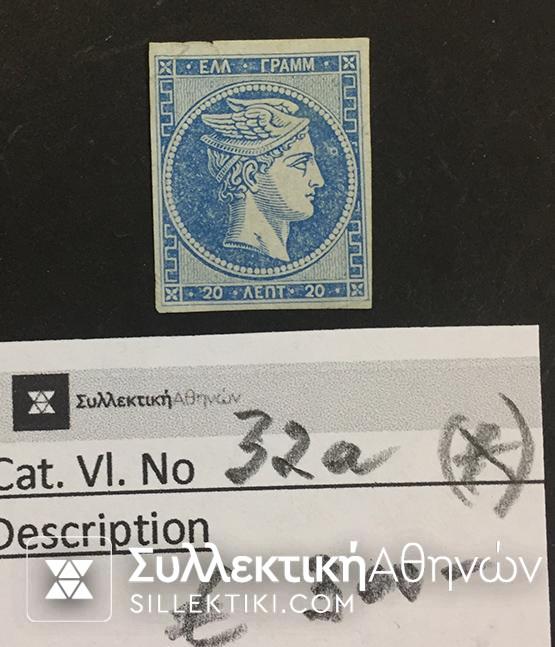 ΕΛΛ ΓΡΑΜΜ
20 ΛΕΠΤ 20
ΣυλλεκτικήΑθηνών
Cat. Vl. No 32a (*)
Description
ΣυλλεκτικήΑθηνών
SILLEKTIKI.COM